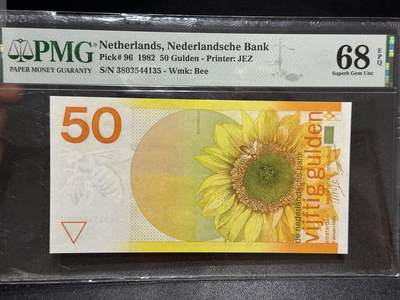 PMG
PAPER MONEY GUARANTY
Netherlands, Nederlandsche Bank
Pick# 96 1982 50 Gulden - Printer: JEZ
S/N 3803544135 - Wmk: Bee
68 EPQ
Superb Gem Unc
50
de nederlandsche bank
vijftig gulden